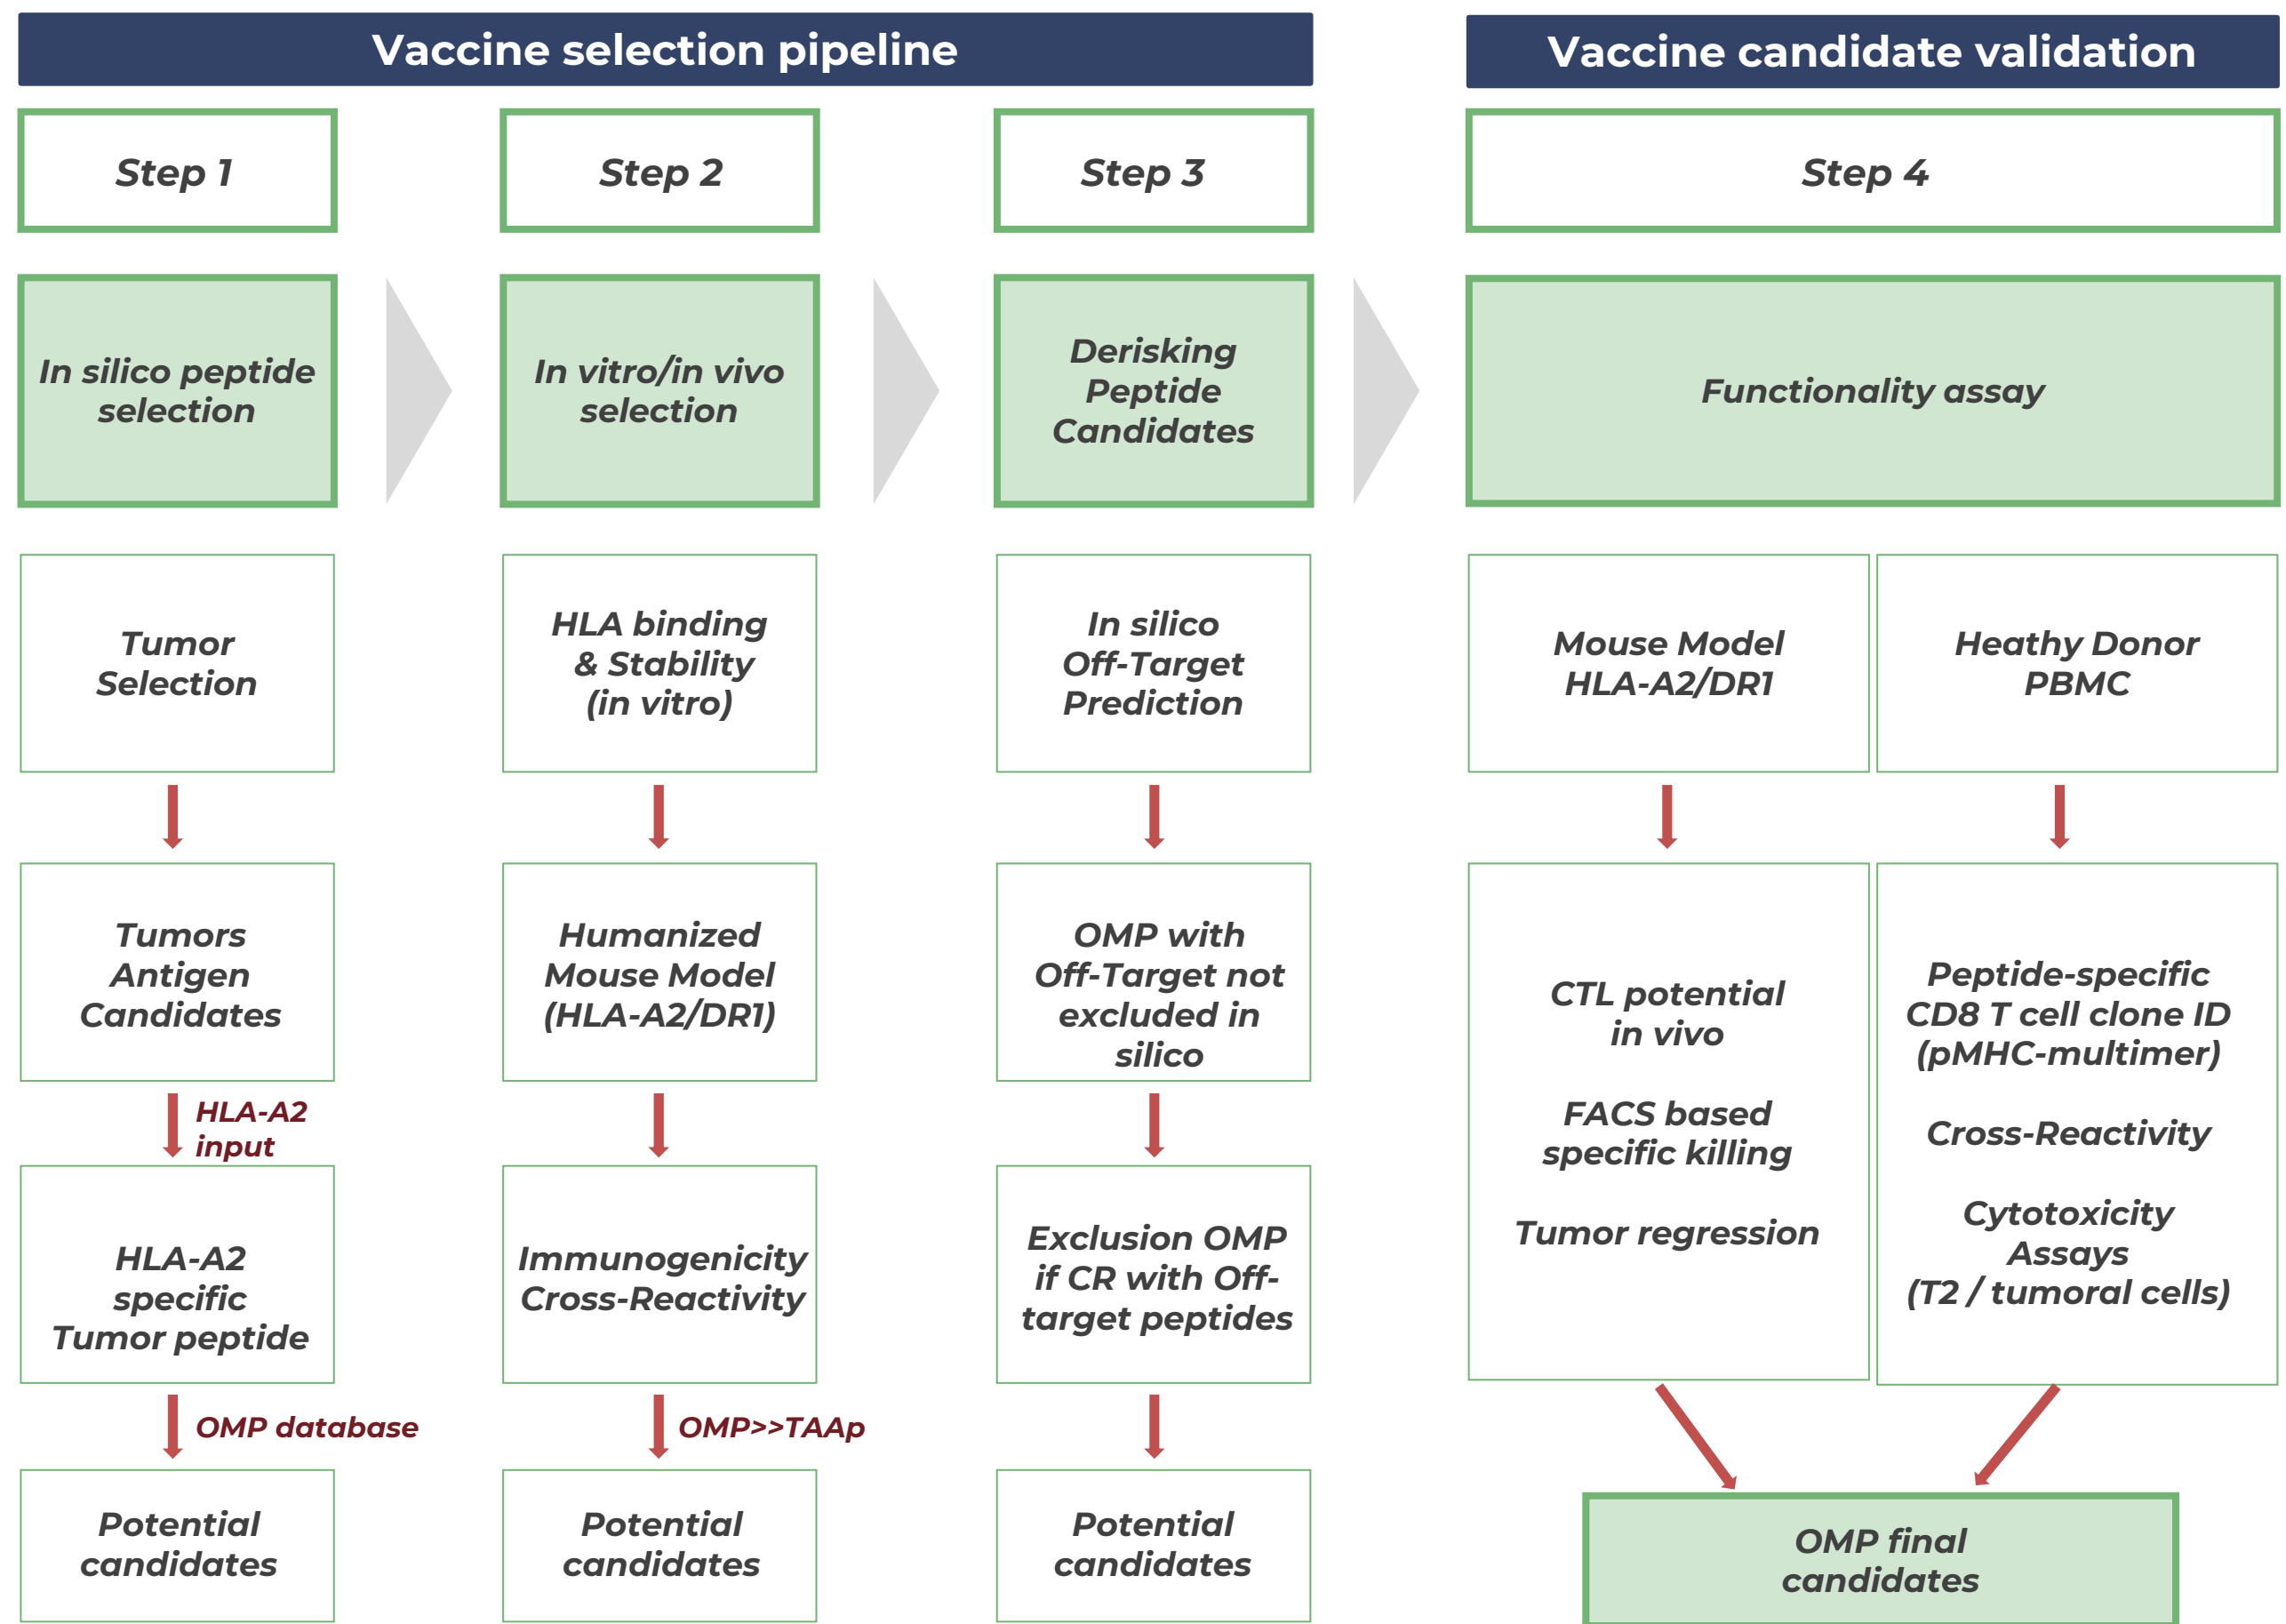 Vaccine selection pipeline
Vaccine candidate validation
Step 1
Step 2
Step 3
Step 4
In silico peptide
selection
In vitro/in vivo
selection
Derisking
Peptide
Candidates
Functionality assay
Tumor
Selection
HLA binding
& Stability
(in vitro)
In silico
Off-Target
Prediction
Mouse Model
HLA-A2/DR1
Heathy Donor
PBMC
Tumors
Antigen
Candidates
Humanized
Mouse Model
(HLA-A2/DR1)
OMP with
Off-Target not
excluded in
silico
CTL potential
in vivo
FACS based
specific killing
Tumor regression
Peptide-specific
CD8 T cell clone ID
(pMHC-multimer)
Cross-Reactivity
Cytotoxicity
Assays
(T2 / tumoral cells)
HLA-A2
input
HLA-A2
specific
Tumor peptide
Immunogenicity
Cross-Reactivity
Exclusion OMP
if CR with Off-
target peptides
OMP database
OMP>>TAAp
Potential
candidates
Potential
candidates
Potential
candidates
OMP final
candidates